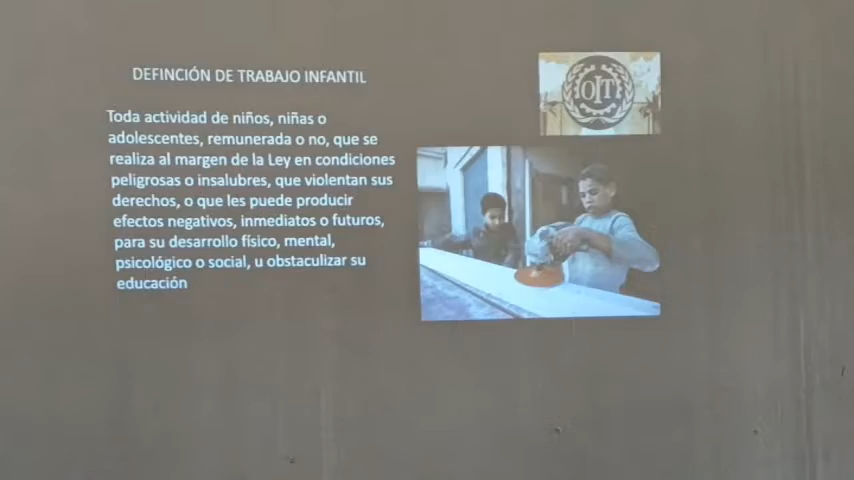 DEFINCIÓN DE TRABAJO INFANTIL
Toda actividad de niños, niñas o
adolescentes, remunerada o no, que se
realiza al margen de la Ley en condiciones
peligrosas o insalubres, que violentan sus
derechos, o que les puede producir
efectos negativos, inmediatos o futuros,
para su desarrollo físico, mental,
psicológico o social, u obstaculizar su
educación
OIT